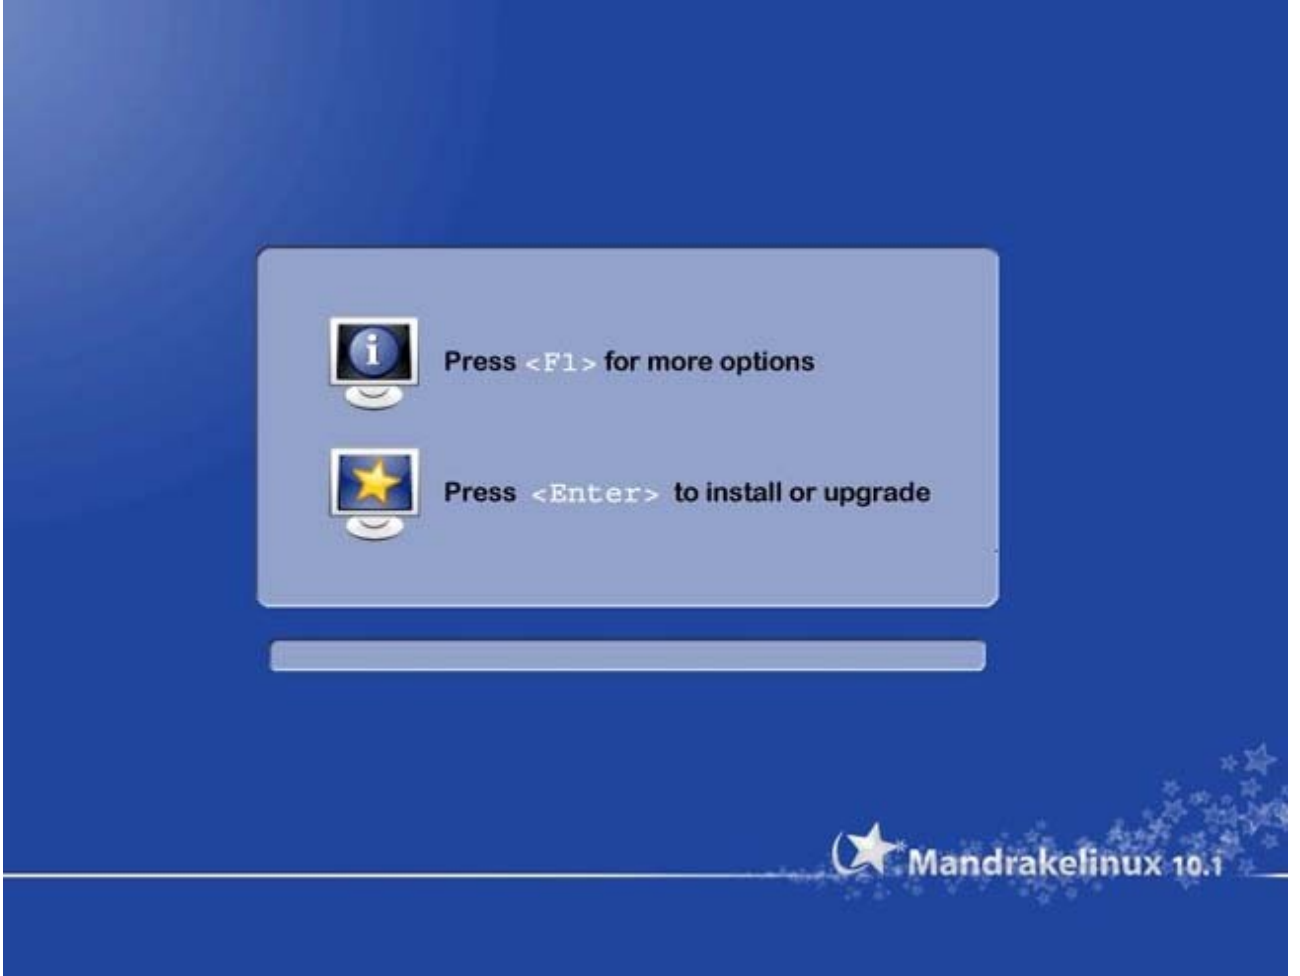 Press <F1> for more options
Press <Enter> to install or upgrade
Mandrakelinux 10.1